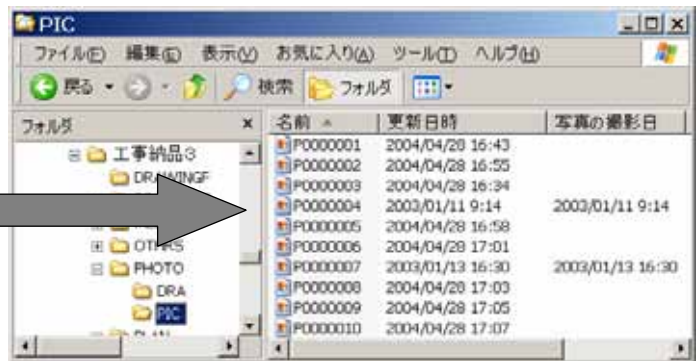 PIC
ファイル(F) 編集(E) 表示(V) お気に入り(A) ツール(T) ヘルプ(H)
戻る 検索 フォルダ
フォルダ x
工事納品3
DRAWINGF
OTHRS
PHOTO
DRA
PIC
PLAN
名前 更新日時 写真の撮影日
P0000001 2004/04/28 16:43
P0000002 2004/04/28 16:55
P0000003 2004/04/28 16:34
P0000004 2003/01/11 9:14 2003/01/11 9:14
P0000005 2004/04/28 16:58
P0000006 2004/04/28 17:01
P0000007 2003/01/13 16:30 2003/01/13 16:30
P0000008 2004/04/28 17:03
P0000009 2004/04/28 17:05
P0000010 2004/04/28 17:07